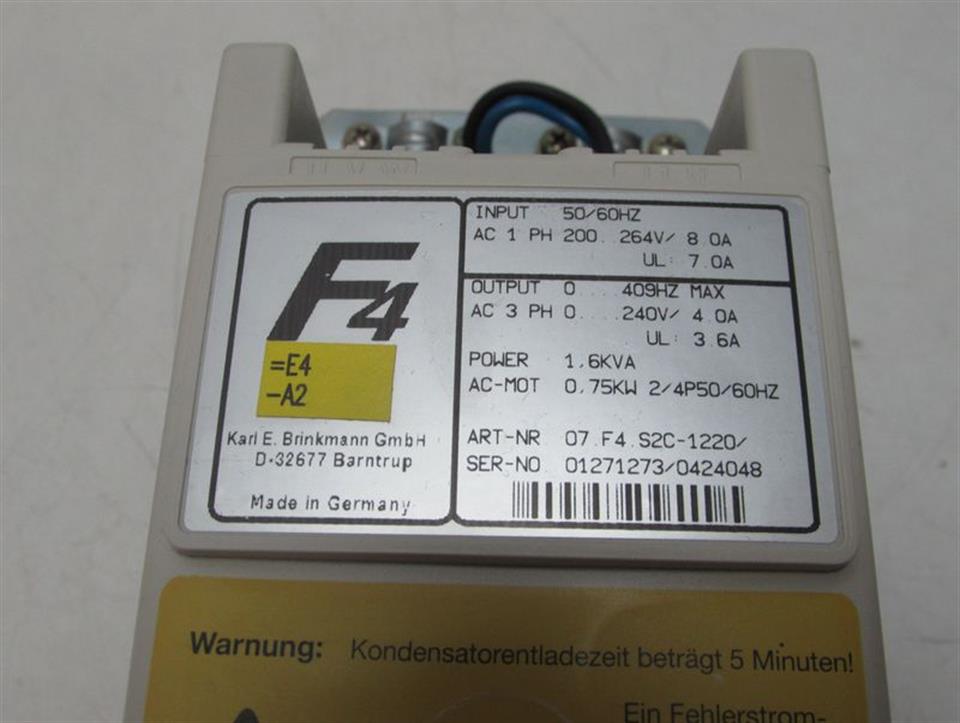 F4
=E4
-A2
Karl E. Brinkmann GmbH
D-32677 Barntrup
Made in Germany
INPUT 50/60HZ
AC 1 PH 200...264V/ 8.0A
UL: 7.0A
OUTPUT 0....409HZ MAX
AC 3 PH 0....240V/ 4.0A
UL: 3.6A
POWER 1,6KVA
AC-MOT 0,75KW 2/4P50/60HZ
ART-NR 07.F4.S2C-1220/
SER-NO 01271273/0424048
Warnung: Kondensatorentladezeit beträgt 5 Minuten!
Ein Fehlerstrom-